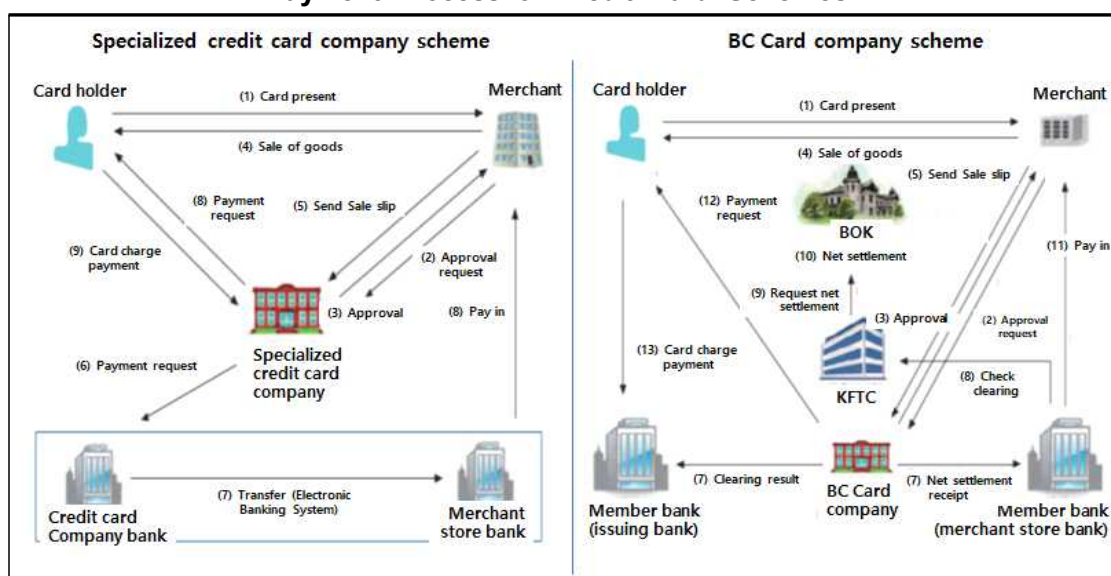 Specialized credit card company scheme
Card holder
Merchant
(1) Card present
(4) Sale of goods
(8) Payment
request
(5) Send Sale slip
(9) Card charge
payment
(2) Approval
request
(3) Approval
(8) Pay in
Specialized
credit card
company
(6) Payment request
(7) Transfer (Electronic
Banking System)
Credit card
Company bank
Merchant
store bank
BC Card company scheme
Card holder
Merchant
(1) Card present
(4) Sale of goods
(5) Send Sale slip
(12) Payment
request
BOK
(10) Net settlement
(11) Pay in
(9) Request net
settlement
(3) Approval
(2) Approval
request
(13) Card charge
payment
KFTC
(8) Check
clearing
(7) Clearing result
(7) Net settlement
receipt
BC Card
company
Member bank
(issuing bank)
Member bank
(merchant store bank)